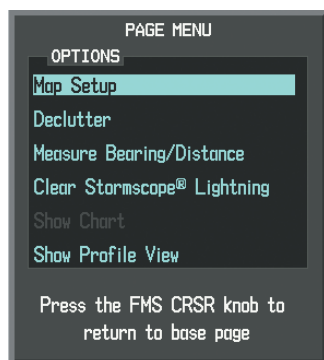 PAGE MENU
OPTIONS
Map Setup
Declutter
Measure Bearing/Distance
Clear Stormscope® Lightning
Show Chart
Show Profile View
Press the FMS CRSR knob to
return to base page